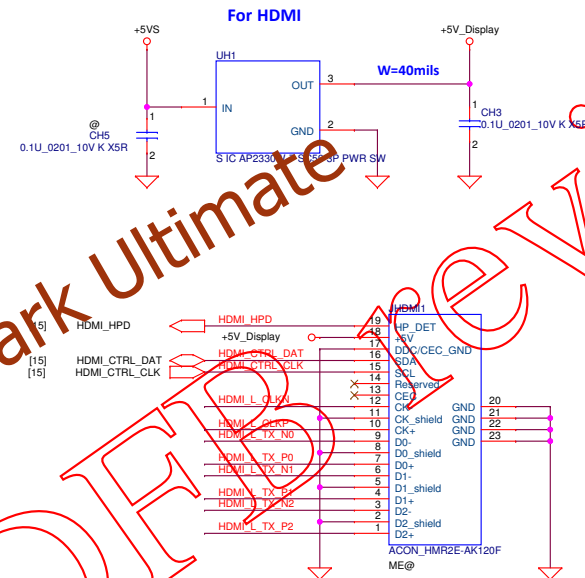 For HDMI
+5VS
+5V_Display
UH1
OUT 3
W=40mils
1 IN
1
1
CH3
0.1U_0201_10V K X5R
@
CH5
0.1U_0201_10V K X5R
GND 2
2
2
S IC AP2330 SC59 3P PWR SW
ark Ultimate
JHDMI1
[15] HDMI_HPD
HDMI_HPD
19 HP_DET
+5V_Display
18 +5V
17 DDC/CEC_GND
[15] HDMI_CTRL_DAT
HDMI_CTRL_DAT
16 SDA
[15] HDMI_CTRL_CLK
HDMI_CTRL_CLK
15 SCL
14 Reserved
13 CEC
HDMI_L_CLKN
12 CK-
GND 20
11 CK_shield
GND 21
HDMI_L_CLKP
10 CK+
GND 22
HDMI_L_TX_N0
9 D0-
GND 23
8 D0_shield
HDMI_L_TX_P0
7 D0+
HDMI_L_TX_N1
6 D1-
5 D1_shield
HDMI_L_TX_P1
4 D1+
HDMI_L_TX_N2
3 D2-
2 D2_shield
HDMI_L_TX_P2
1 D2+
ACON_HMR2E-AK120F
ME@